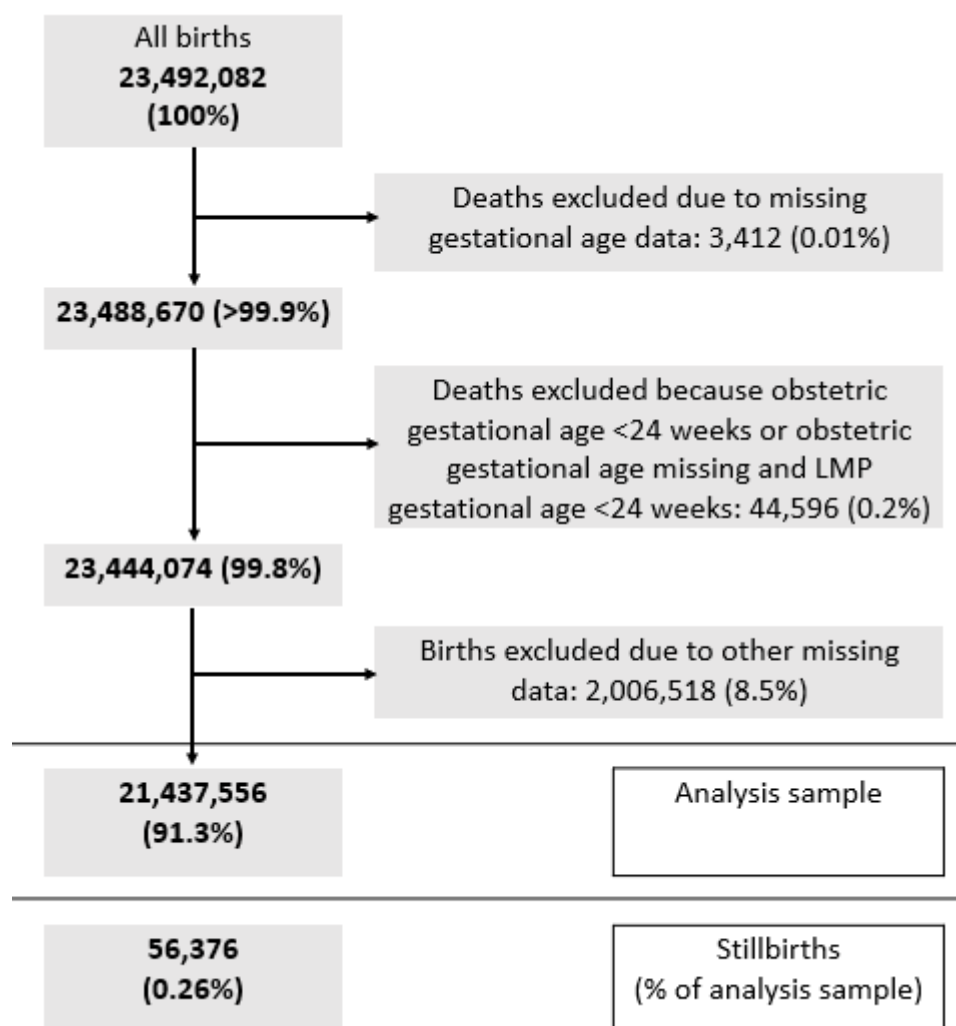 All births
23,492,082
(100%)
Deaths excluded due to missing
gestational age data: 3,412 (0.01%)
23,488,670 (>99.9%)
Deaths excluded because obstetric
gestational age <24 weeks or obstetric
gestational age missing and LMP
gestational age <24 weeks: 44,596 (0.2%)
23,444,074 (99.8%)
Births excluded due to other missing
data: 2,006,518 (8.5%)
21,437,556
(91.3%)
Analysis sample
56,376
(0.26%)
Stillbirths
(% of analysis sample)